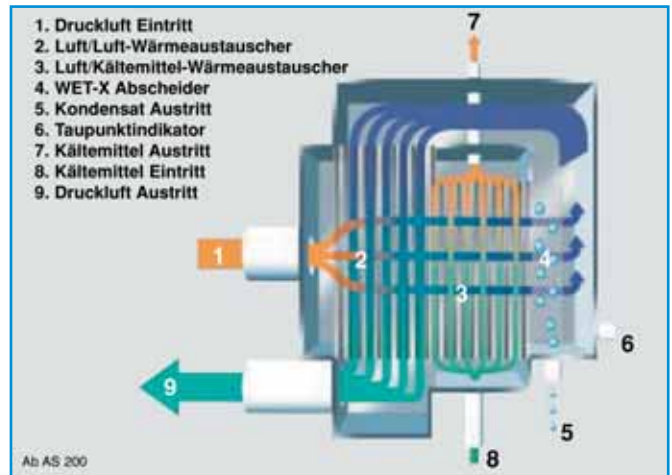 1. Druckluft Eintritt
2. Luft/Luft-Wärmeaustauscher
3. Luft/Kältemittel-Wärmeaustauscher
4. WET-X Abscheider
5. Kondensat Austritt
6. Taupunktindikator
7. Kältemittel Austritt
8. Kältemittel Eintritt
9. Druckluft Austritt
7
1
2
3
4
6
9
5
8
Ab AS 200